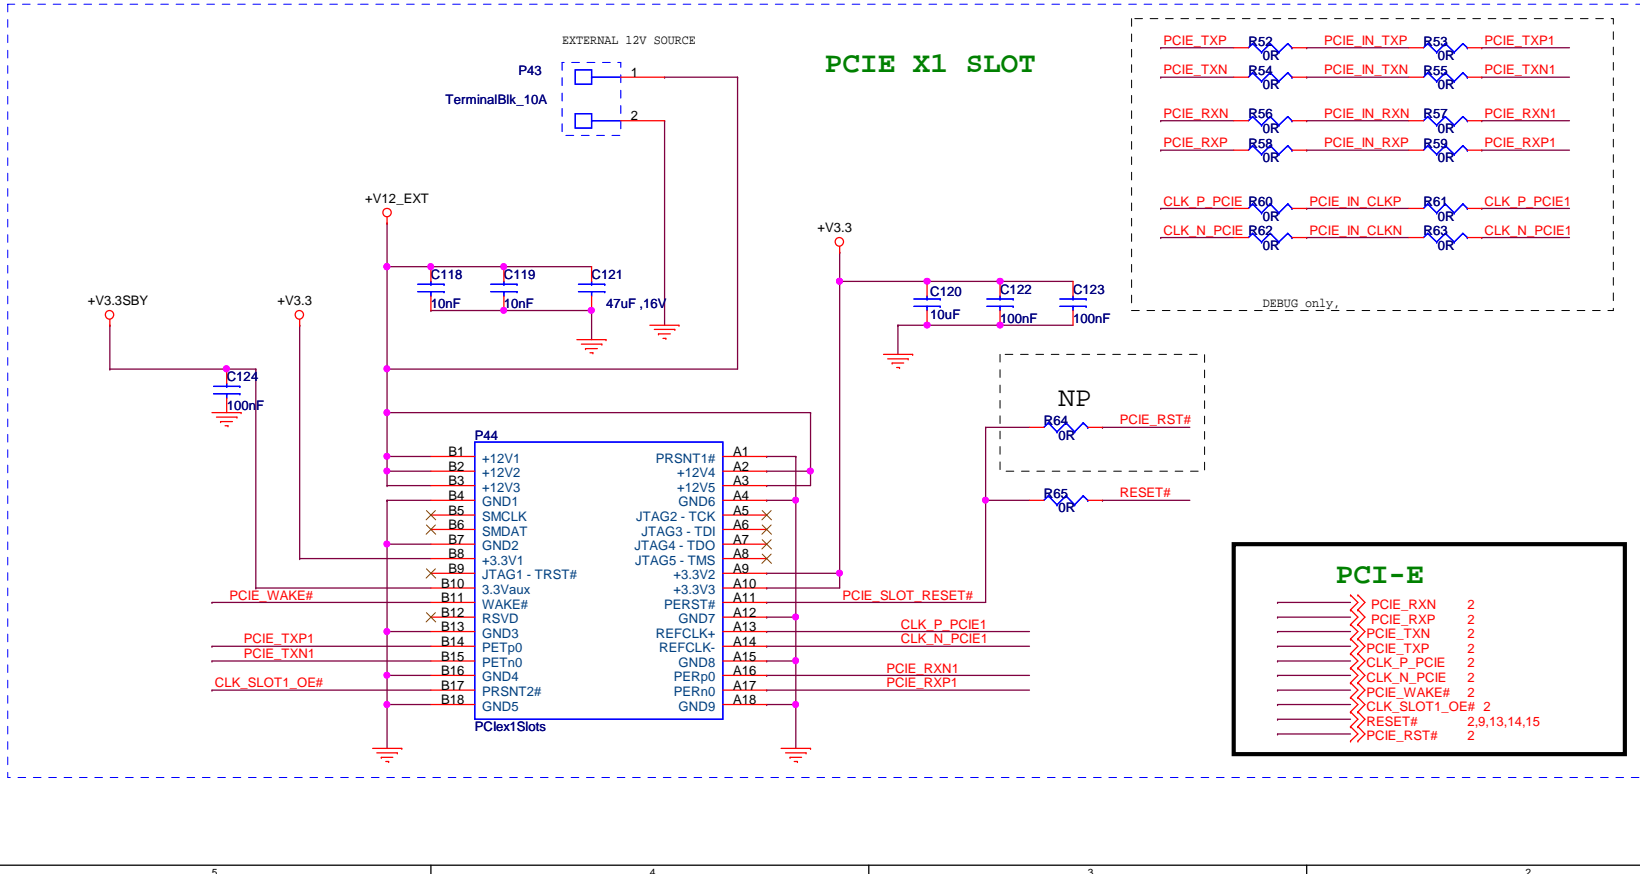 EXTERNAL 12V SOURCE
P43
TerminalBlk_10A
1
2
PCIE X1 SLOT
PCIE_TXP R52 0R PCIE_IN_TXP R53 0R PCIE_TXP1
PCIE_TXN R54 0R PCIE_IN_TXN R55 0R PCIE_TXN1
PCIE_RXN R56 0R PCIE_IN_RXN R57 0R PCIE_RXN1
PCIE_RXP R58 0R PCIE_IN_RXP R59 0R PCIE_RXP1
CLK_P_PCIE R60 0R PCIE_IN_CLKP R61 0R CLK_P_PCIE1
CLK_N_PCIE R62 0R PCIE_IN_CLKN R63 0R CLK_N_PCIE1
DEBUG only,
+V12_EXT
+V3.3
+V3.3SBY
+V3.3
C118
10nF
C119
10nF
C121
47uF,16V
C120
10uF
C122
100nF
C123
100nF
C124
100nF
NP
R64
0R
PCIE_RST#
R65
0R
RESET#
P44
B1 +12V1 PRSNT1# A1
B2 +12V2 +12V4 A2
B3 +12V3 +12V5 A3
B4 GND1 GND6 A4
B5 SMCLK JTAG2 - TCK A5
B6 SMDAT JTAG3 - TDI A6
B7 GND2 JTAG4 - TDO A7
B8 +3.3V1 JTAG5 - TMS A8
B9 JTAG1 - TRST# +3.3V2 A9
B10 3.3Vaux +3.3V3 A10
PCIE_WAKE# B11 WAKE# PERST# A11 PCIE_SLOT_RESET#
B12 RSVD GND7 A12
B13 GND3 REFCLK+ A13 CLK_P_PCIE1
PCIE_TXP1 B14 PETp0 REFCLK- A14 CLK_N_PCIE1
PCIE_TXN1 B15 PETn0 GND8 A15
B16 GND4 PERp0 A16 PCIE_RXN1
CLK_SLOT1_OE# B17 PRSNT2# PERn0 A17 PCIE_RXP1
B18 GND5 GND9 A18
PCIex1Slots
PCI-E
PCIE_RXN 2
PCIE_RXP 2
PCIE_TXN 2
PCIE_TXP 2
CLK_P_PCIE 2
CLK_N_PCIE 2
PCIE_WAKE# 2
CLK_SLOT1_OE# 2
RESET# 2,9,13,14,15
PCIE_RST# 2
5 4 3 2